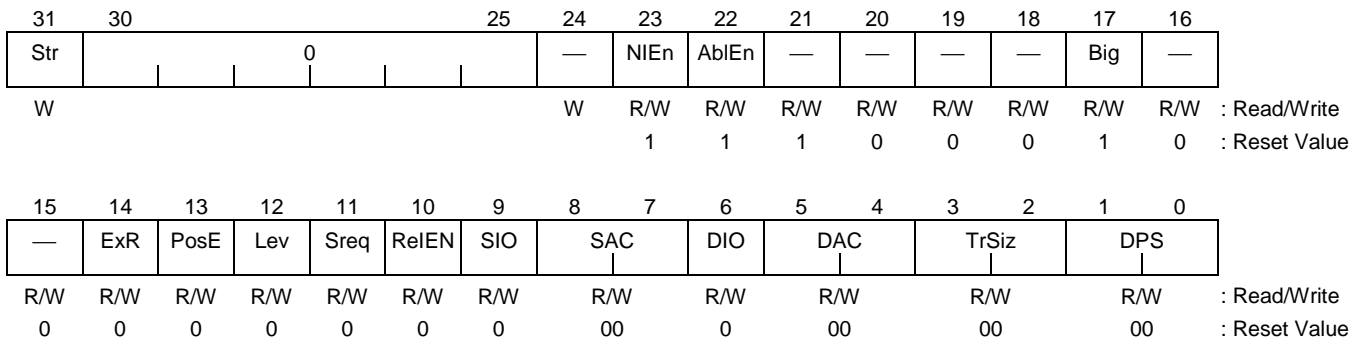 31 30 25 24 23 22 21 20 19 18 17 16
Str 0 — NIEn AblEn — — — — Big —
W W R/W R/W R/W R/W R/W R/W R/W R/W : Read/Write
1 1 1 0 0 0 1 0 : Reset Value
15 14 13 12 11 10 9 8 7 6 5 4 3 2 1 0
— ExR PosE Lev Sreq RelEN SIO SAC DIO DAC TrSiz DPS
R/W R/W R/W R/W R/W R/W R/W R/W R/W R/W R/W R/W : Read/Write
0 0 0 0 0 0 0 00 0 00 00 00 : Reset Value